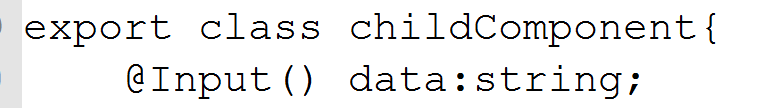 export class childComponent{
@Input() data:string;